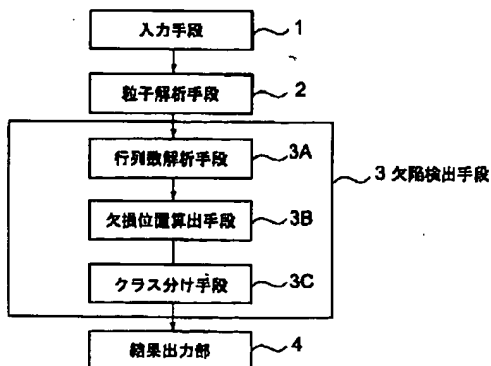 入力手段 1
粒子解析手段 2
行列数解析手段 3A
3 欠陥検出手段
欠損位置算出手段 3B
クラス分け手段 3C
結果出力部 4